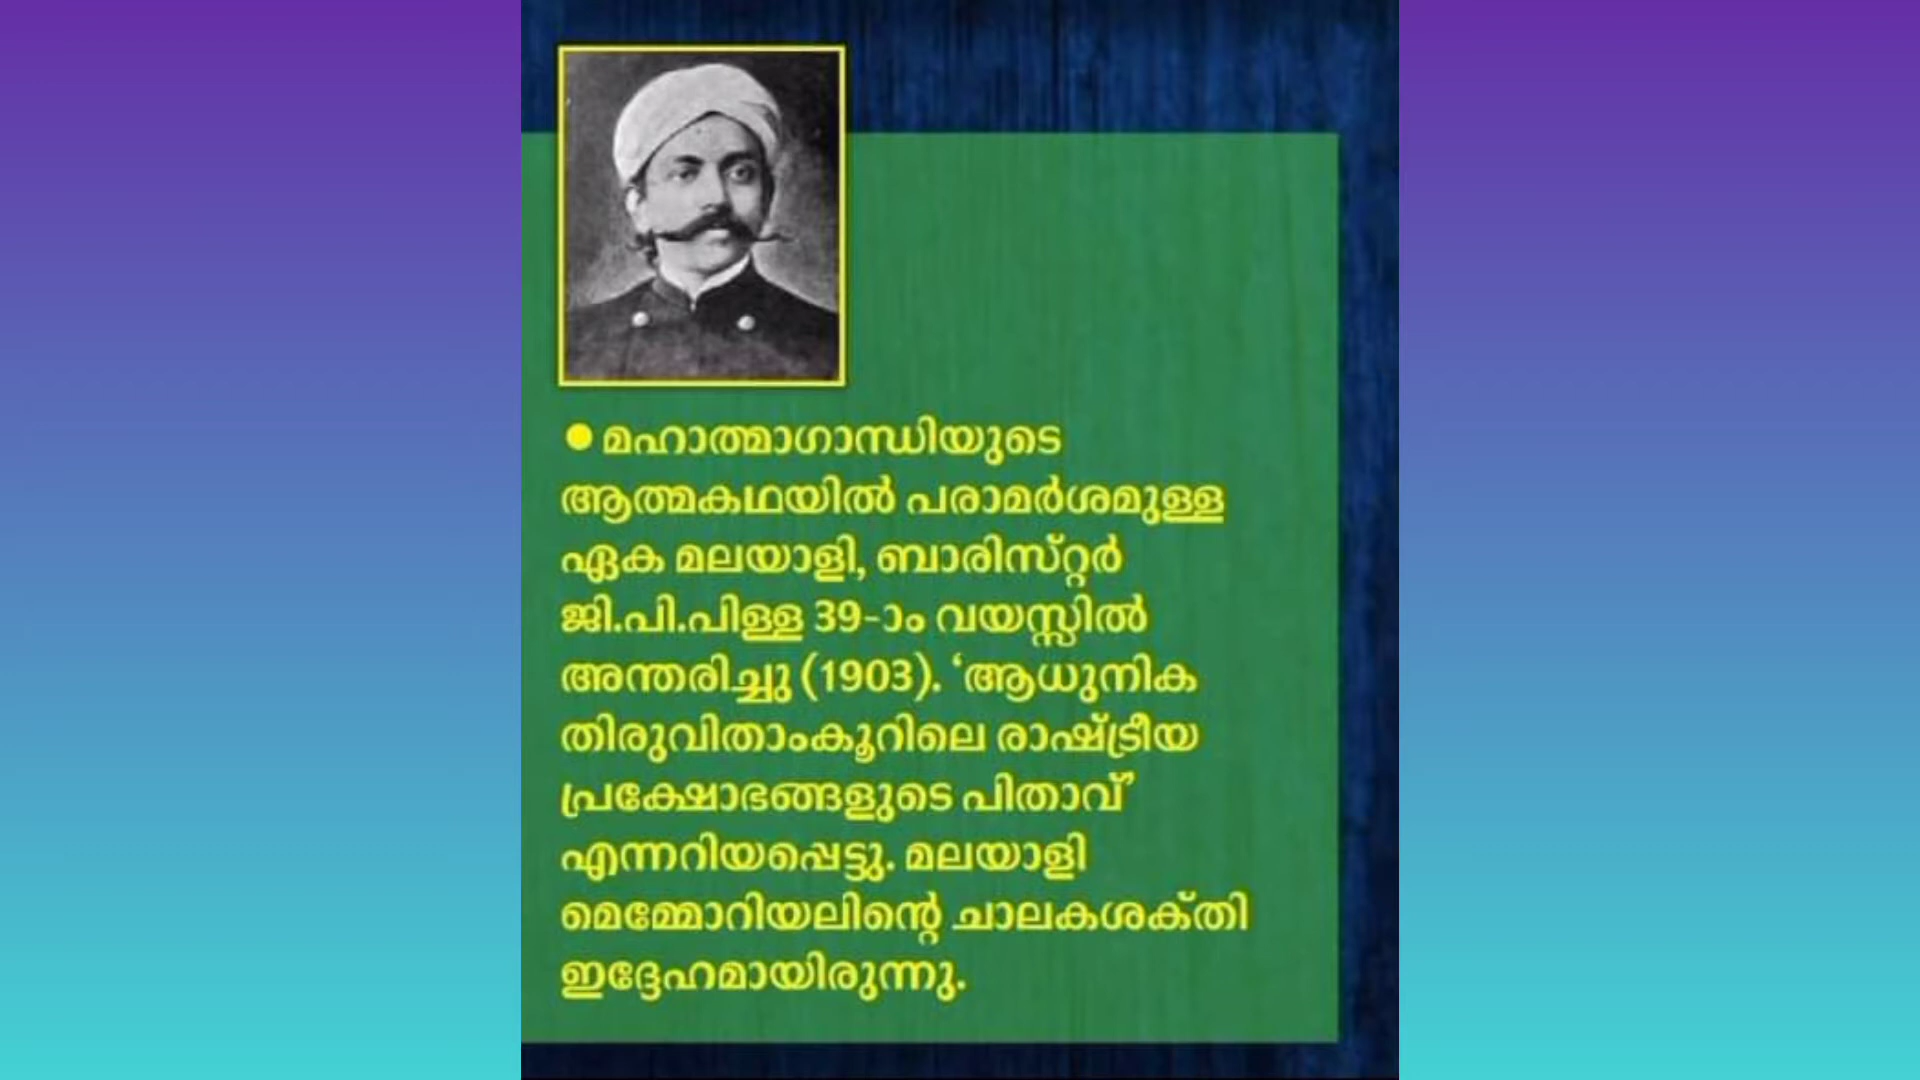 ● മഹാത്മാഗാന്ധിയുടെ
ആത്മകഥയിൽ പരാമർശമുള്ള
ഏക മലയാളി, ബാരിസ്റ്റർ
ജി.പി.പിള്ള 39-ാം വയസ്സിൽ
അന്തരിച്ചു (1903). ‘ആധുനിക
തിരുവിതാംകൂറിലെ രാഷ്ട്രീയ
പ്രക്ഷോഭങ്ങളുടെ പിതാവ്’
എന്നറിയപ്പെട്ടു. മലയാളി
മെമ്മോറിയലിന്റെ ചാലകശക്തി
ഇദ്ദേഹമായിരുന്നു.